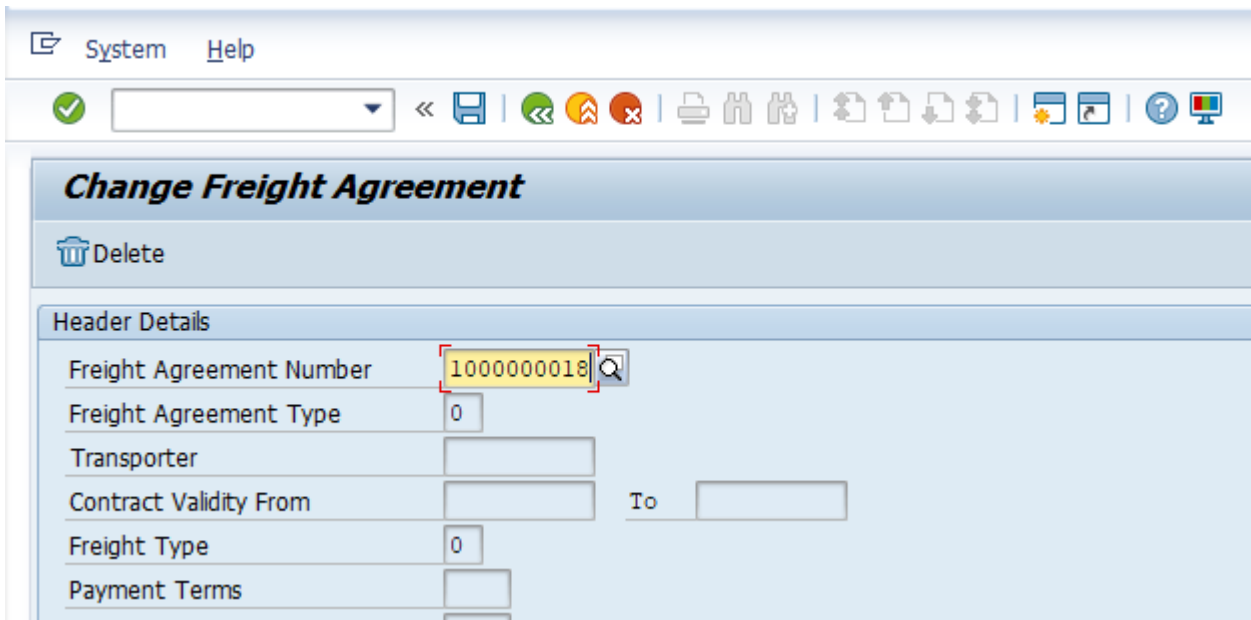 System Help
Change Freight Agreement
Delete
Header Details
Freight Agreement Number 1000000018
Freight Agreement Type 0
Transporter
Contract Validity From To
Freight Type 0
Payment Terms